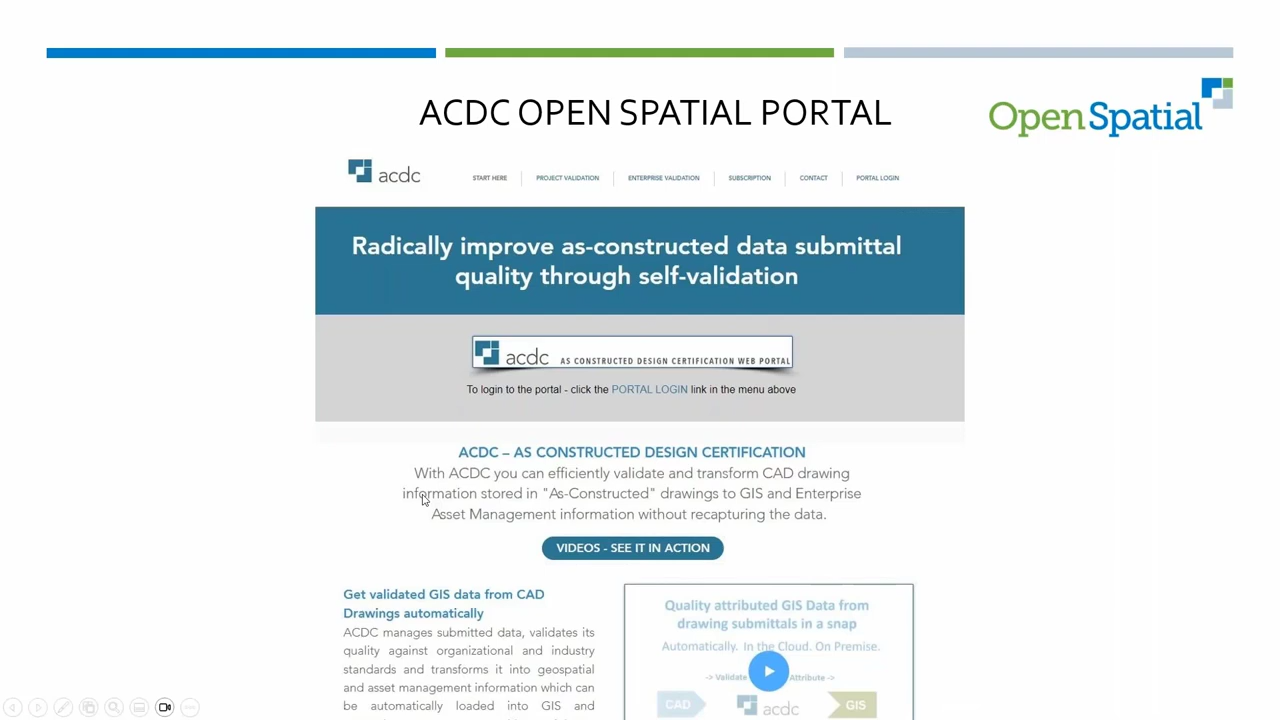 ACDC OPEN SPATIAL PORTAL
Open Spatial
acdc
START HERE
PROJECT VALIDATION
ENTERPRISE VALIDATION
SUBSCRIPTION
CONTACT
PORTAL LOGIN
Radically improve as-constructed data submittal
quality through self-validation
acdc AS CONSTRUCTED DESIGN CERTIFICATION WEB PORTAL
To login to the portal - click the PORTAL LOGIN link in the menu above
ACDC – AS CONSTRUCTED DESIGN CERTIFICATION
With ACDC you can efficiently validate and transform CAD drawing
information stored in "As-Constructed" drawings to GIS and Enterprise
Asset Management information without recapturing the data.
VIDEOS - SEE IT IN ACTION
Get validated GIS data from CAD
Drawings automatically
ACDC manages submitted data, validates its
quality against organizational and industry
standards and transforms it into geospatial
and asset management information which can
be automatically loaded into GIS and
Quality attributed GIS Data from
drawing submittals in a snap
Automatically. In the Cloud. On Premise.
-> Validate
Attribute ->
CAD
acdc
GIS